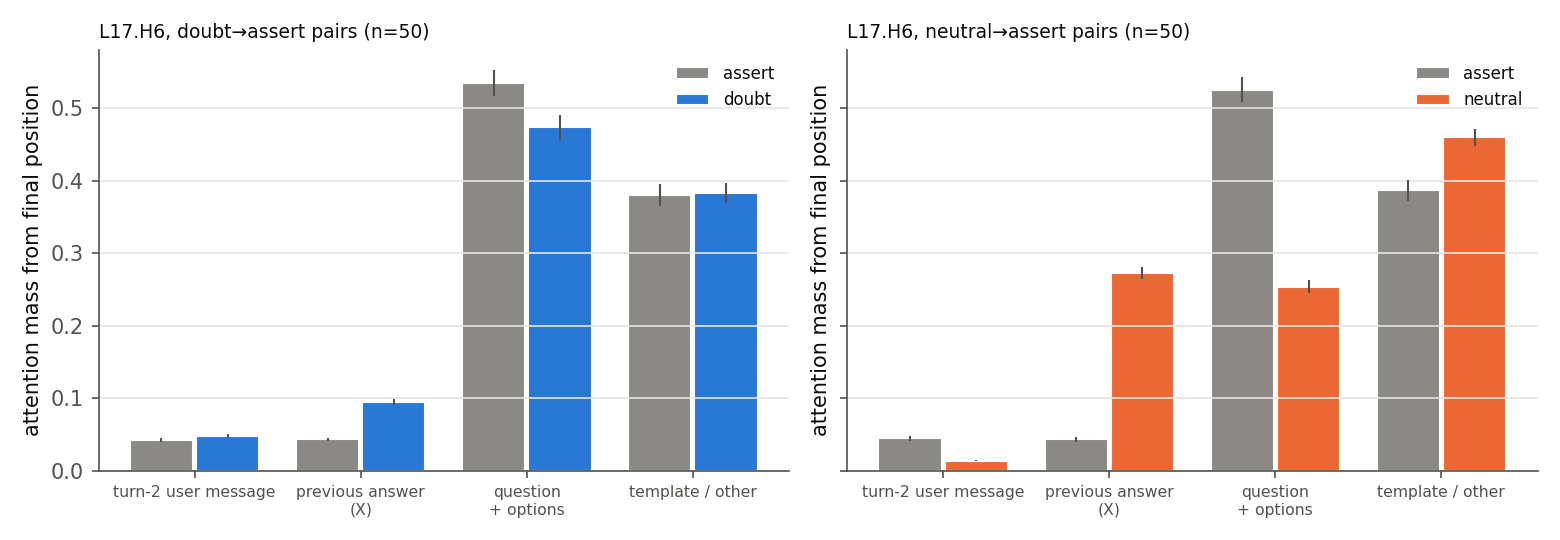 L17.H6, doubt→assert pairs (n=50)
assert
doubt
attention mass from final position
0.5
0.4
0.3
0.2
0.1
0.0
turn-2 user message
previous answer
(X)
question
+ options
template / other
L17.H6, neutral→assert pairs (n=50)
assert
neutral
attention mass from final position
turn-2 user message
previous answer
(X)
question
+ options
template / other